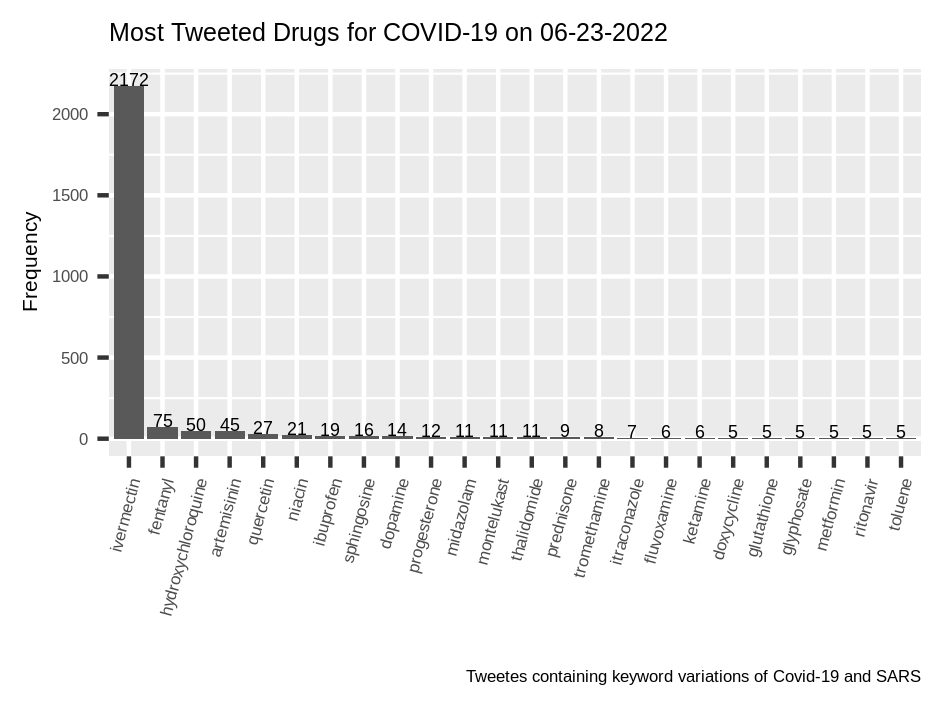 Most Tweeted Drugs for COVID-19 on 06-23-2022
Frequency
2000
1500
1000
500
0
2172
75
50
45
27
21
19
16
14
12
11
11
11
9
8
7
6
6
5
5
5
5
5
5
ivermectin
fentanyl
hydroxychloroquine
artemisinin
quercetin
niacin
ibuprofen
sphingosine
dopamine
progesterone
midazolam
montelukast
thalidomide
prednisone
tromethamine
itraconazole
fluvoxamine
ketamine
doxycycline
glutathione
glyphosate
metformin
ritonavir
toluene
Tweetes containing keyword variations of Covid-19 and SARS